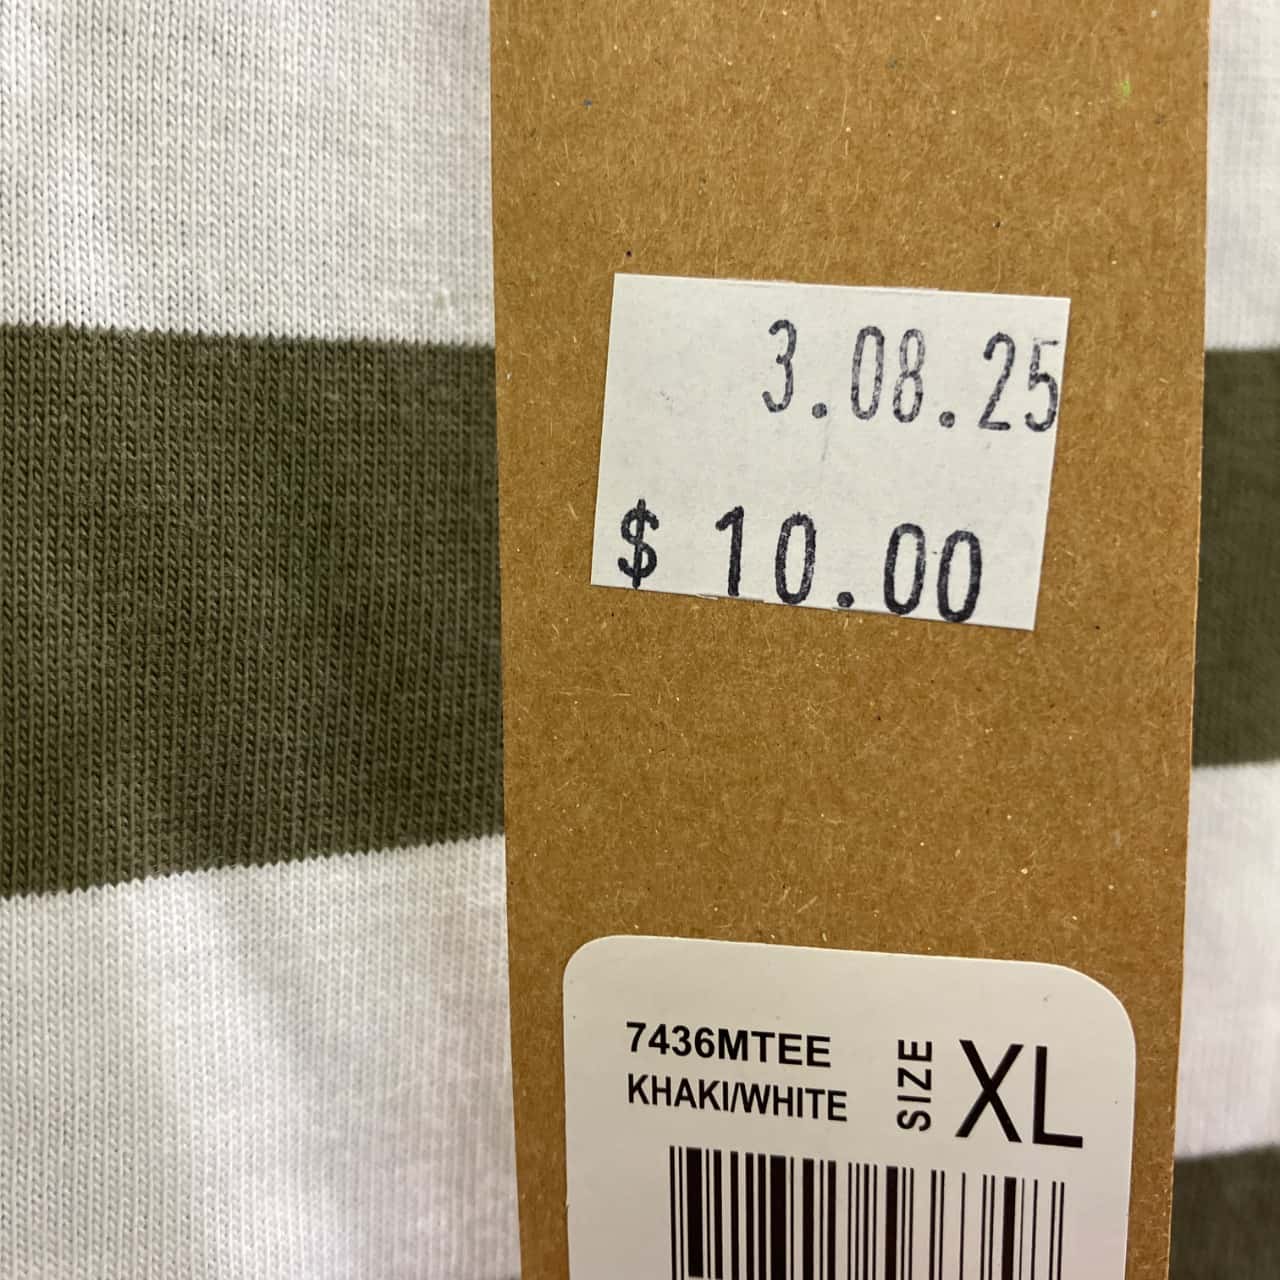 3.08.25
$ 10.00
7436MTEE
KHAKI/WHITE
SIZE
XL